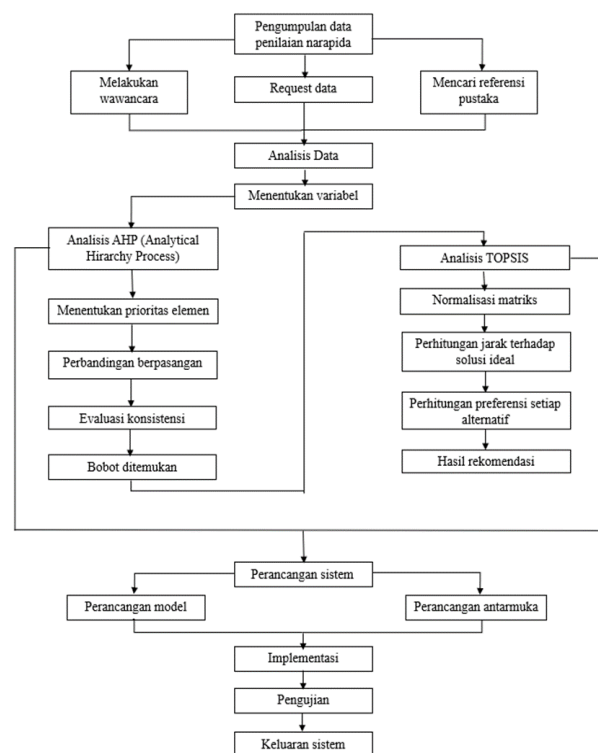 Pengumpulan data
penilaian narapida
Melakukan
wawancara
Request data
Mencari referensi
pustaka
Analisis Data
Menentukan variabel
Analisis AHP (Analytical
Hirarchy Process)
Menentukan prioritas elemen
Perbandingan berpasangan
Evaluasi konsistensi
Bobot ditemukan
Analisis TOPSIS
Normalisasi matriks
Perhitungan jarak terhadap
solusi ideal
Perhitungan preferensi setiap
alternatif
Hasil rekomendasi
Perancangan sistem
Perancangan model
Perancangan antarmuka
Implementasi
Pengujian
Keluaran sistem